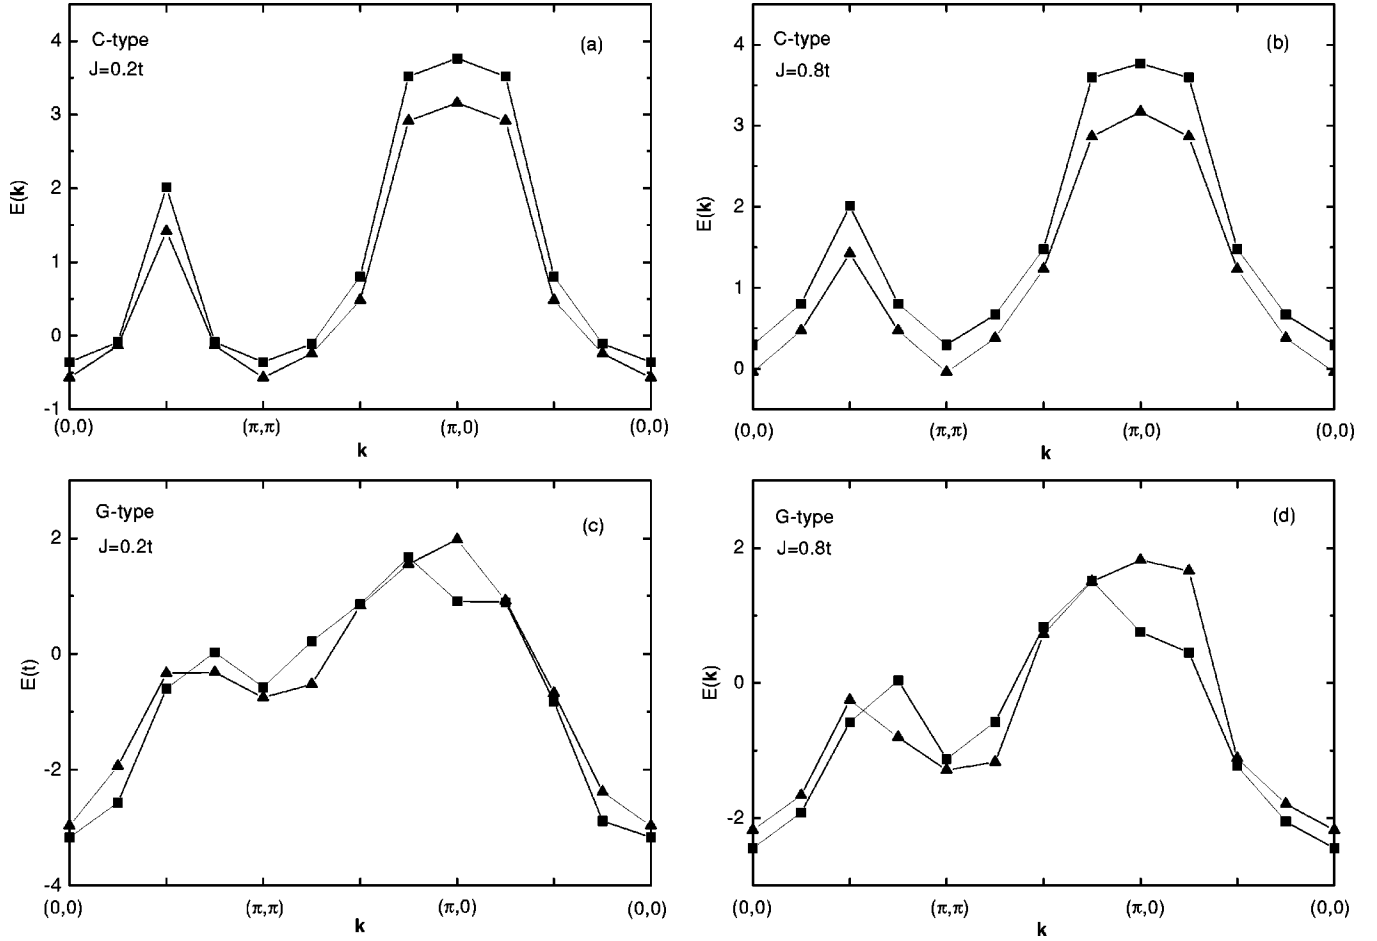 C-type
J=0.2t
(a)
4
3
2
1
0
-1
E(k)
(0,0)
(π,π)
(π,0)
(0,0)
k
C-type
J=0.8t
(b)
4
3
2
1
0
E(k)
(0,0)
(π,π)
(π,0)
(0,0)
k
G-type
J=0.2t
(c)
2
0
-2
-4
E(t)
(0,0)
(π,π)
(π,0)
(0,0)
k
G-type
J=0.8t
(d)
2
0
-2
E(k)
(0,0)
(π,π)
(π,0)
(0,0)
k